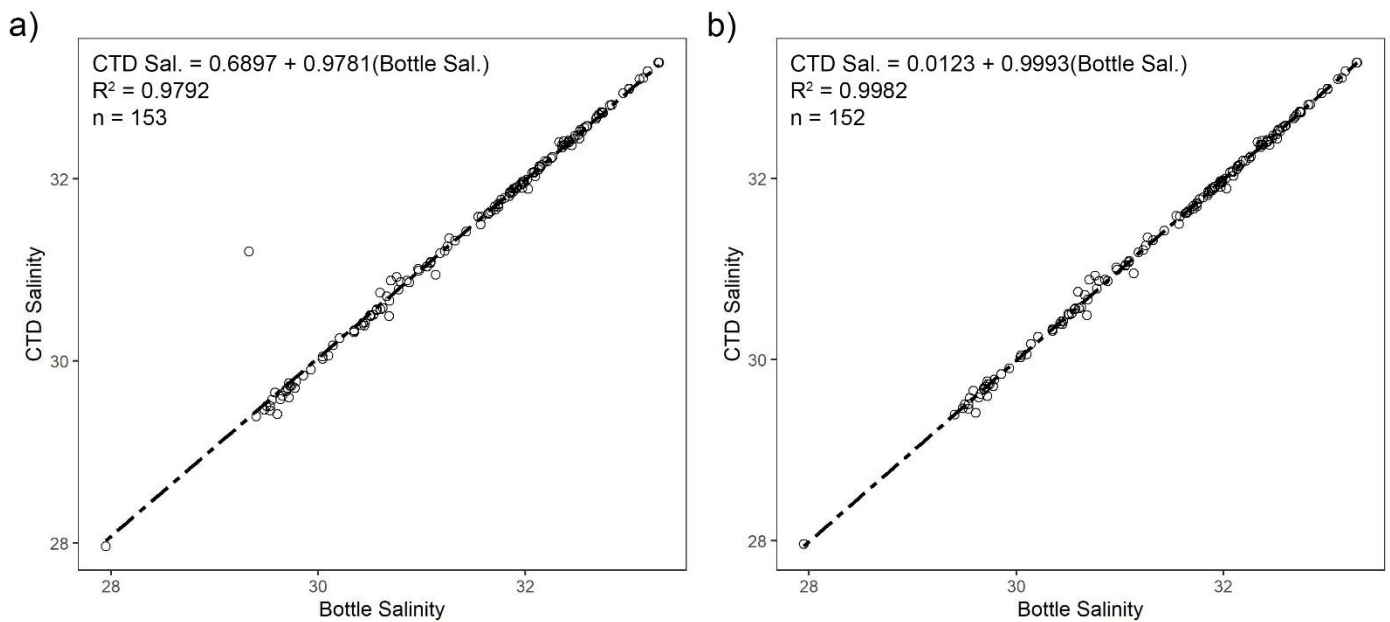 a)
CTD Sal. = 0.6897 + 0.9781(Bottle Sal.)
R² = 0.9792
n = 153
CTD Salinity
32
30
28
28 30 32
Bottle Salinity
b)
CTD Sal. = 0.0123 + 0.9993(Bottle Sal.)
R² = 0.9982
n = 152
CTD Salinity
32
30
28
28 30 32
Bottle Salinity